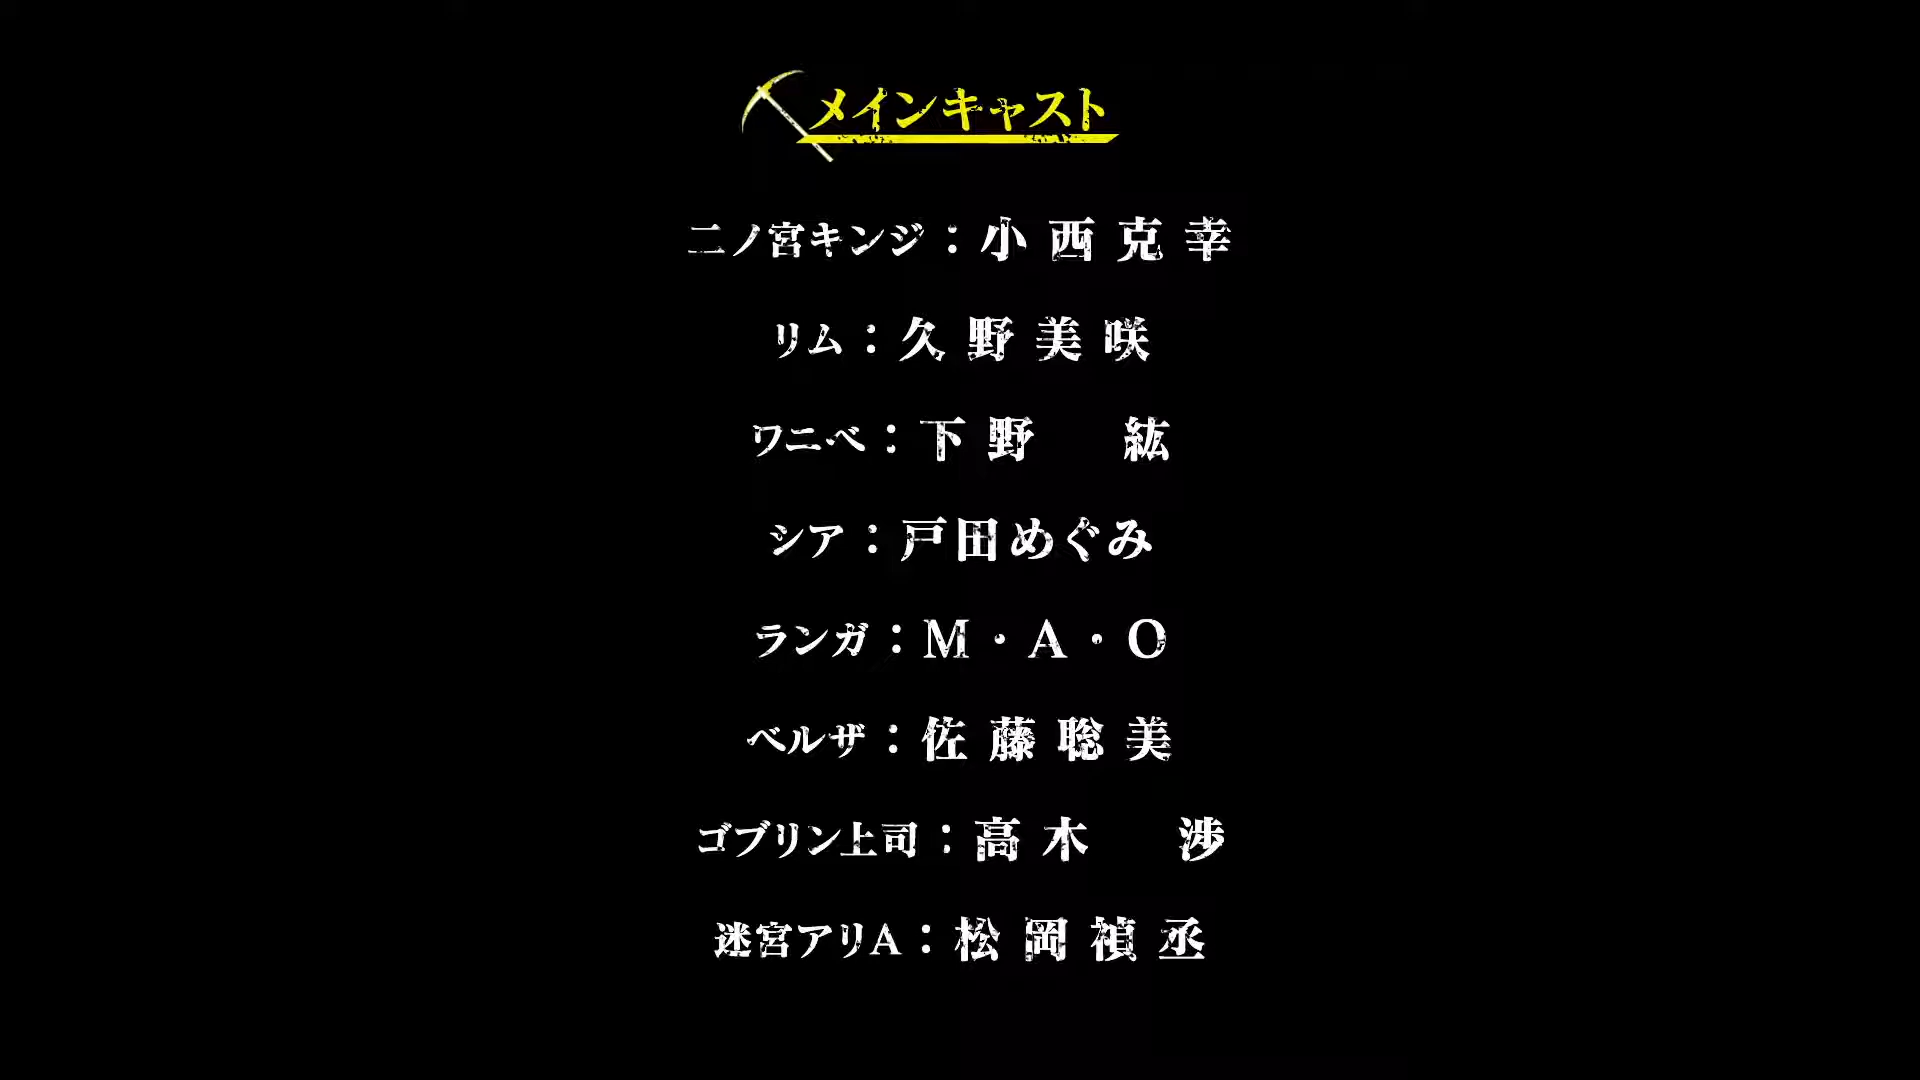 メインキャスト
二ノ宮キンジ：小西克幸
リム：久野美咲
ワニベ：下野　紘
シア：戸田めぐみ
ランガ：M・A・O
ベルザ：佐藤聡美
ゴブリン上司：高木　渉
迷宮アリA：松岡禎丞